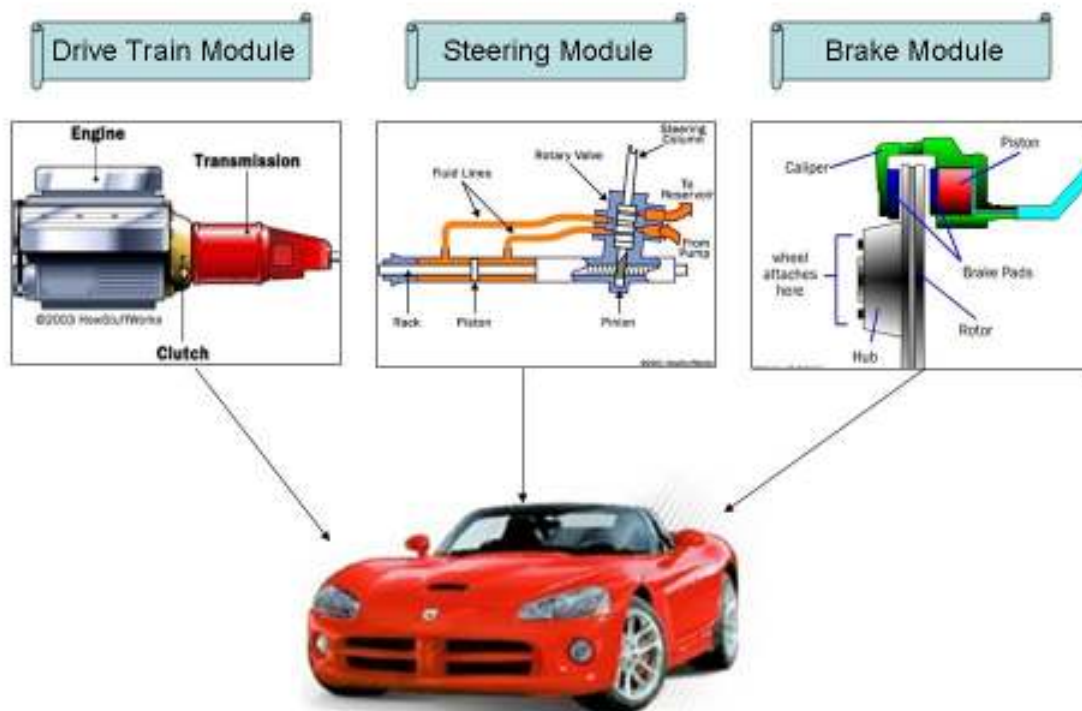 Drive Train Module
Steering Module
Brake Module
Engine
Transmission
©2003 HowStuffWorks
Clutch
Steering
Column
Rotary Valve
Fluid Lines
To
Reservoir
From
Pump
Rack
Piston
Pinion
Caliper
Piston
wheel
attaches
here
Brake Pads
Rotor
Hub